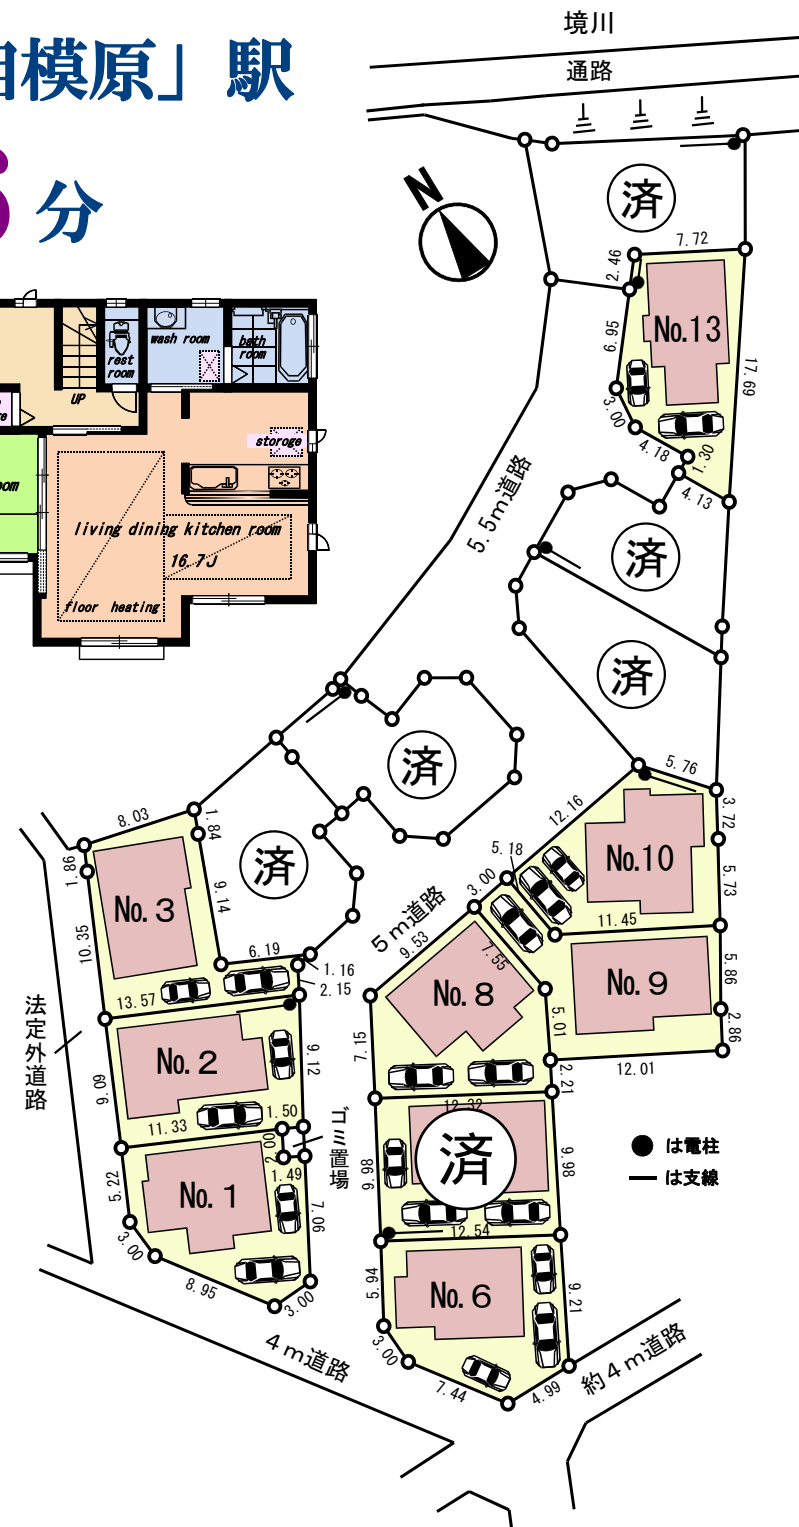 相模原」駅
分
境川
通路
N
済
7.72
2.46
6.95
No.13
17.69
3.00
4.18
1.30
4.13
rest
room
wash room
bath
room
UP
storoge
living dining kitchen room
16.7J
floor heating
5.5m道路
済
済
済
済
5.76
3.72
12.16
No.10
5.73
5.18
3.00
11.45
5m道路
9.53
7.55
No.9
5.86
2.86
12.01
No.8
5.01
7.15
2.21
8.03
1.84
1.86
No.3
9.14
10.35
6.19
1.16
2.15
13.57
法定外道路
No.2
9.12
9.09
11.33
1.50
2.00
ゴミ置場
1.49
No.1
5.22
7.06
3.00
8.95
3.00
12.32
済
9.98
9.98
12.54
5.94
No.6
9.21
3.00
7.44
4.99
4m道路
約4m道路
● は電柱
― は支線